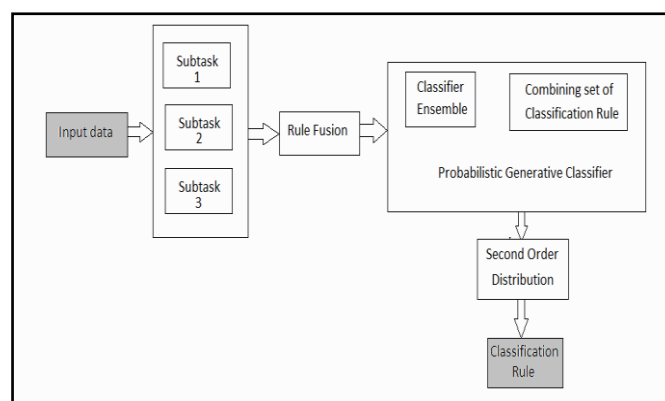 Input data
Subtask
1
Subtask
2
Subtask
3
Rule Fusion
Classifier
Ensemble
Combining set of
Classification Rule
Probabilistic Generative Classifier
Second Order
Distribution
Classification
Rule